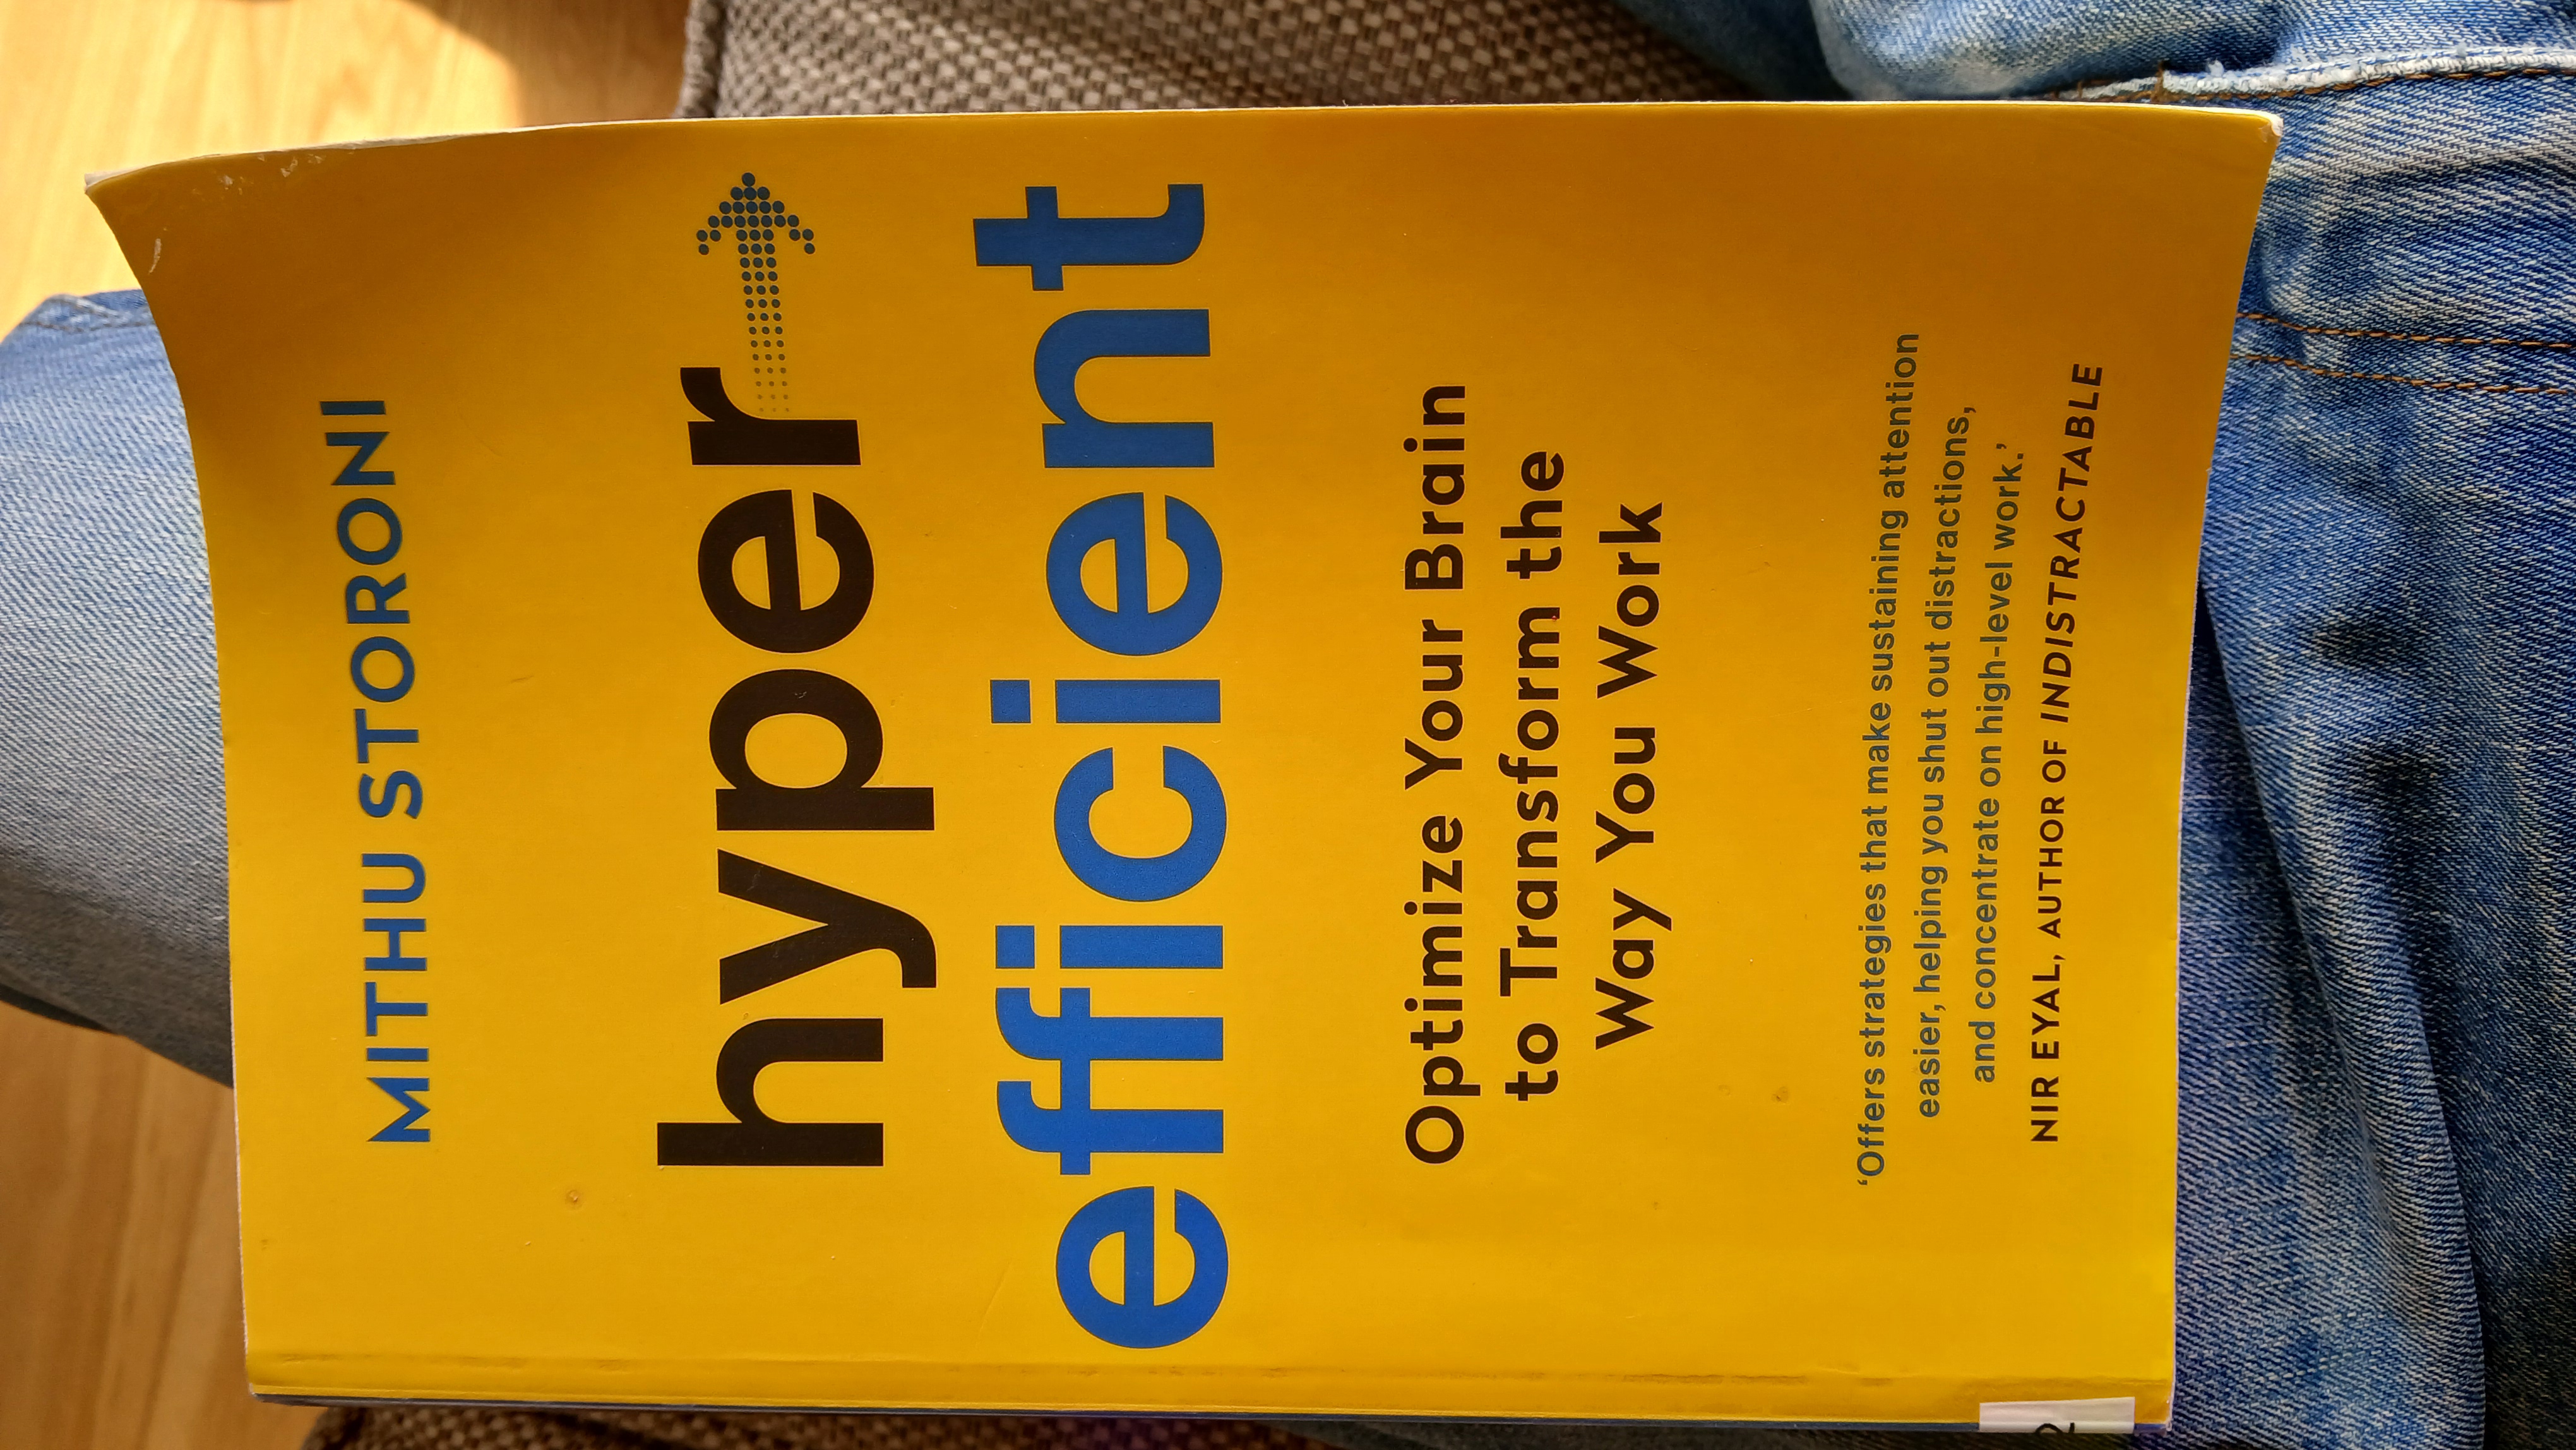 MITHU STORONI
hyper
efficient
Optimize Your Brain
to Transform the
Way You Work
‘Offers strategies that make sustaining attention
easier, helping you shut out distractions,
and concentrate on high-level work.’
NIR EYAL, AUTHOR OF INDISTRACTABLE
2